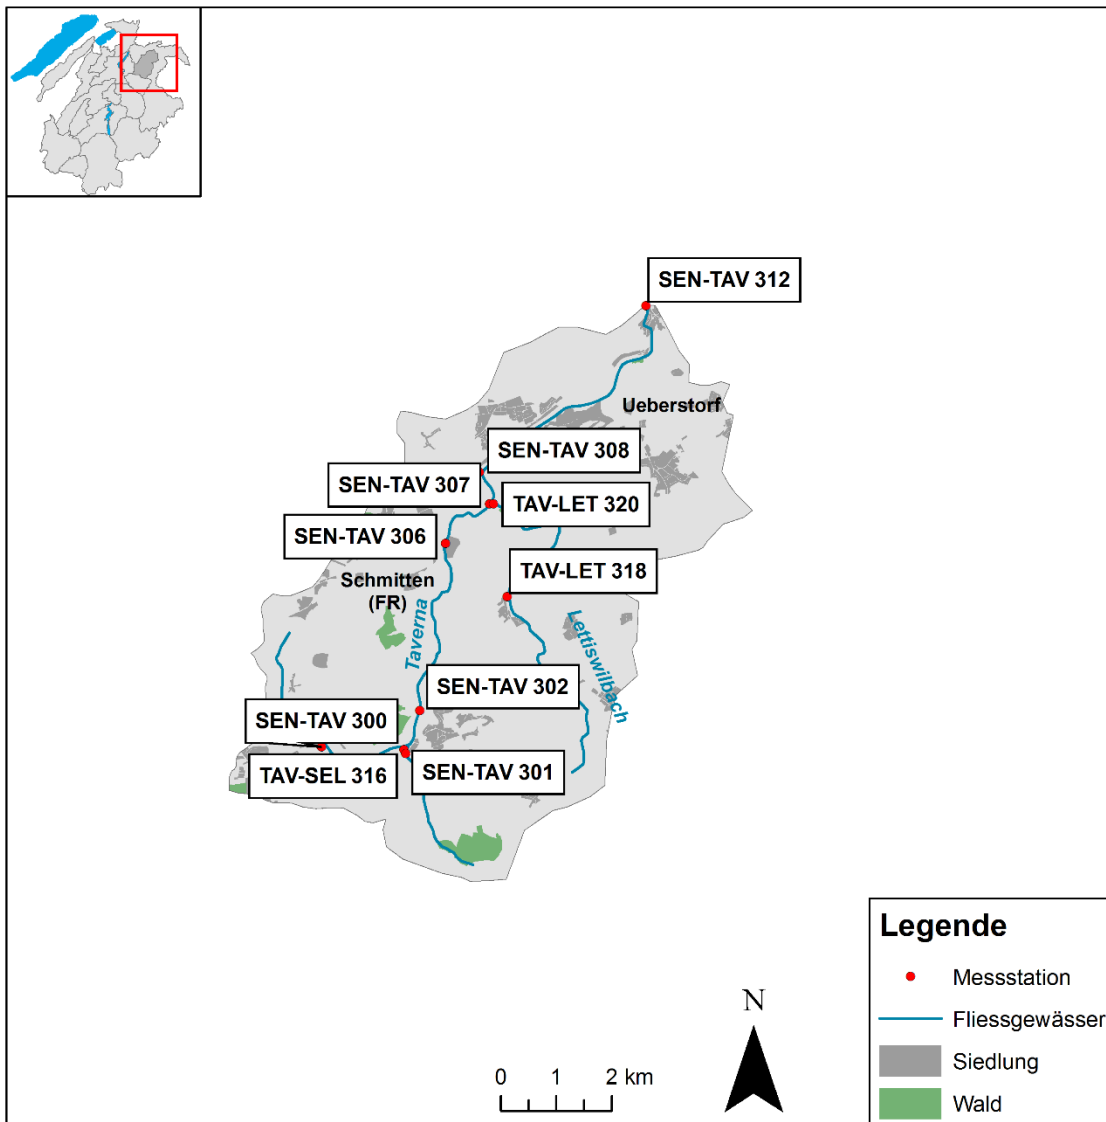 SEN-TAV 312
Ueberstorf
SEN-TAV 308
SEN-TAV 307
TAV-LET 320
SEN-TAV 306
TAV-LET 318
Schmitten
(FR)
Taverna
Lettiswilbach
SEN-TAV 302
SEN-TAV 300
TAV-SEL 316
SEN-TAV 301
Legende
Messstation
Fliessgewässer
Siedlung
Wald
N
0 1 2 km